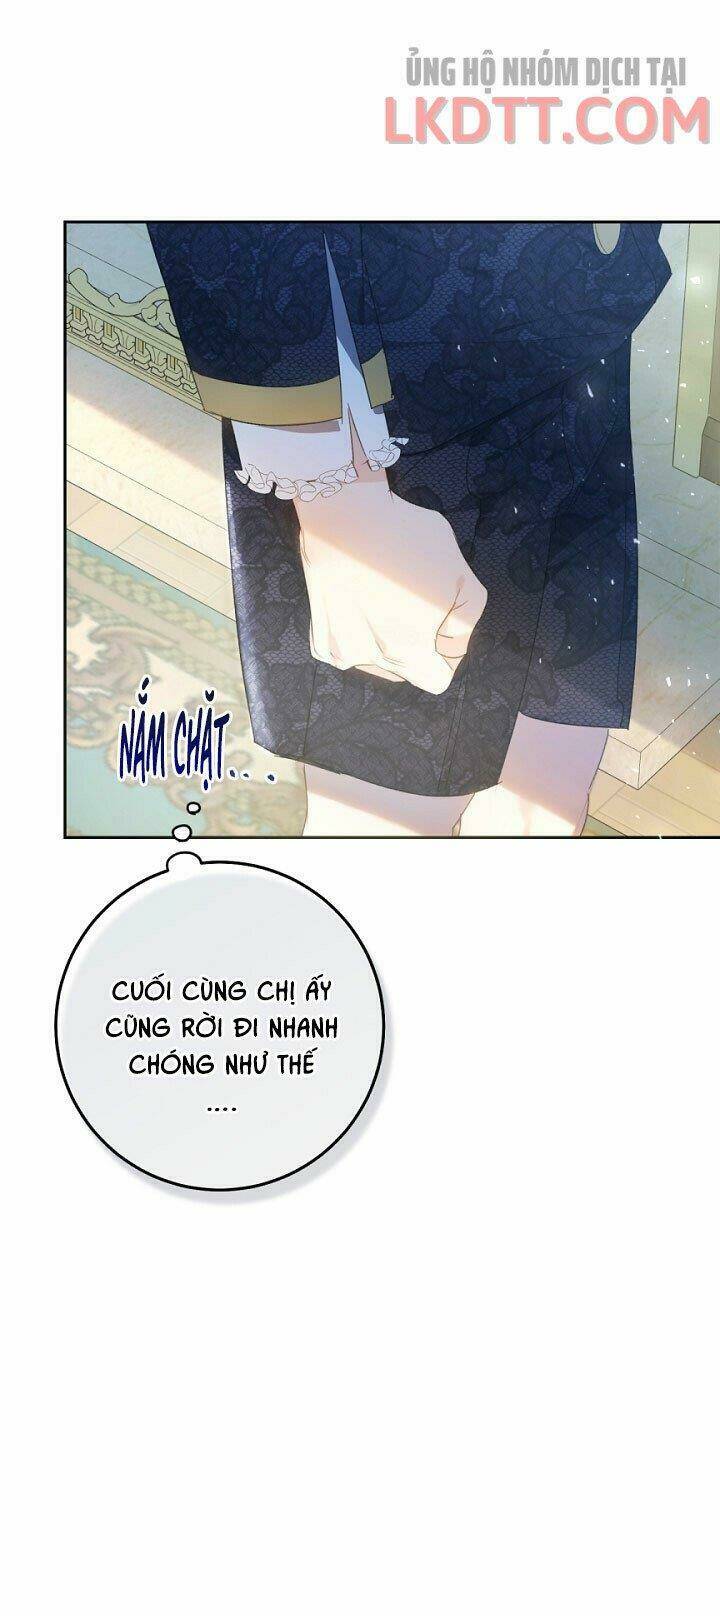 ỦNG HỘ NHÓM DỊCH TẠI
LKDTT.COM
NẮM CHẶT....
CUỐI CÙNG CHỊ ẤY
CŨNG RỜI ĐI NHANH
CHÓNG NHƯ THẾ
....